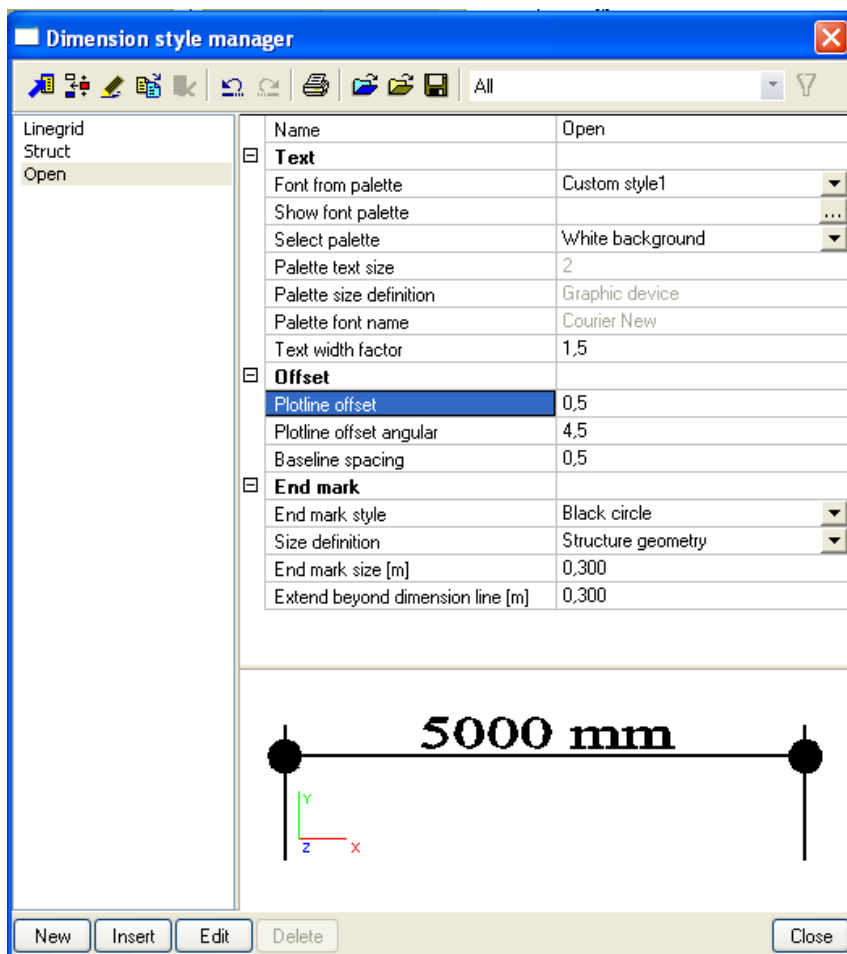 Dimension style manager
All
Linegrid
Struct
Open
Name Open
Text
Font from palette Custom style1
Show font palette ...
Select palette White background
Palette text size 2
Palette size definition Graphic device
Palette font name Courier New
Text width factor 1,5
Offset
Plotline offset 0,5
Plotline offset angular 4,5
Baseline spacing 0,5
End mark
End mark style Black circle
Size definition Structure geometry
End mark size [m] 0,300
Extend beyond dimension line [m] 0,300
5000 mm
Y
Z X
New Insert Edit Delete Close